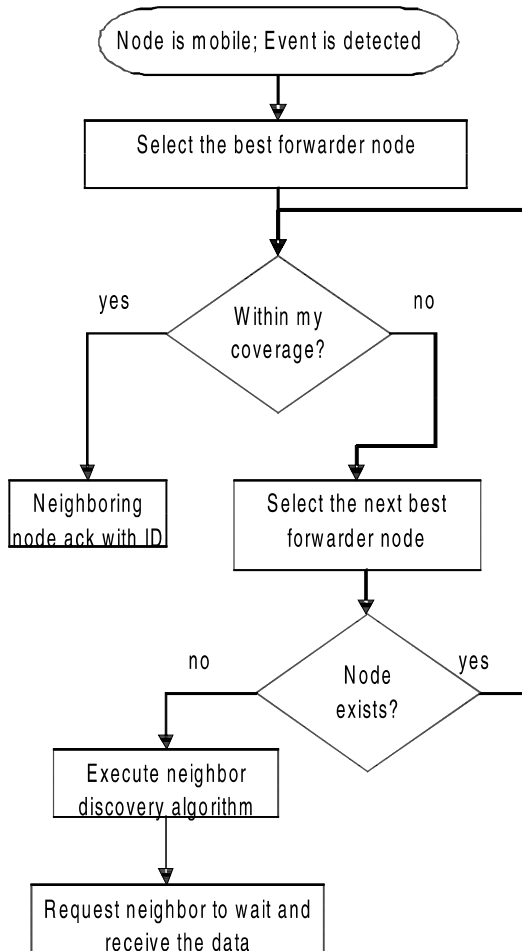 Node is mobile; Event is detected
Select the best forwarder node
yes
no
Within my
coverage?
Neighboring
node ack with ID
Select the next best
forwarder node
no
yes
Node
exists?
Execute neighbor
discovery algorithm
Request neighbor to wait and
receive the data